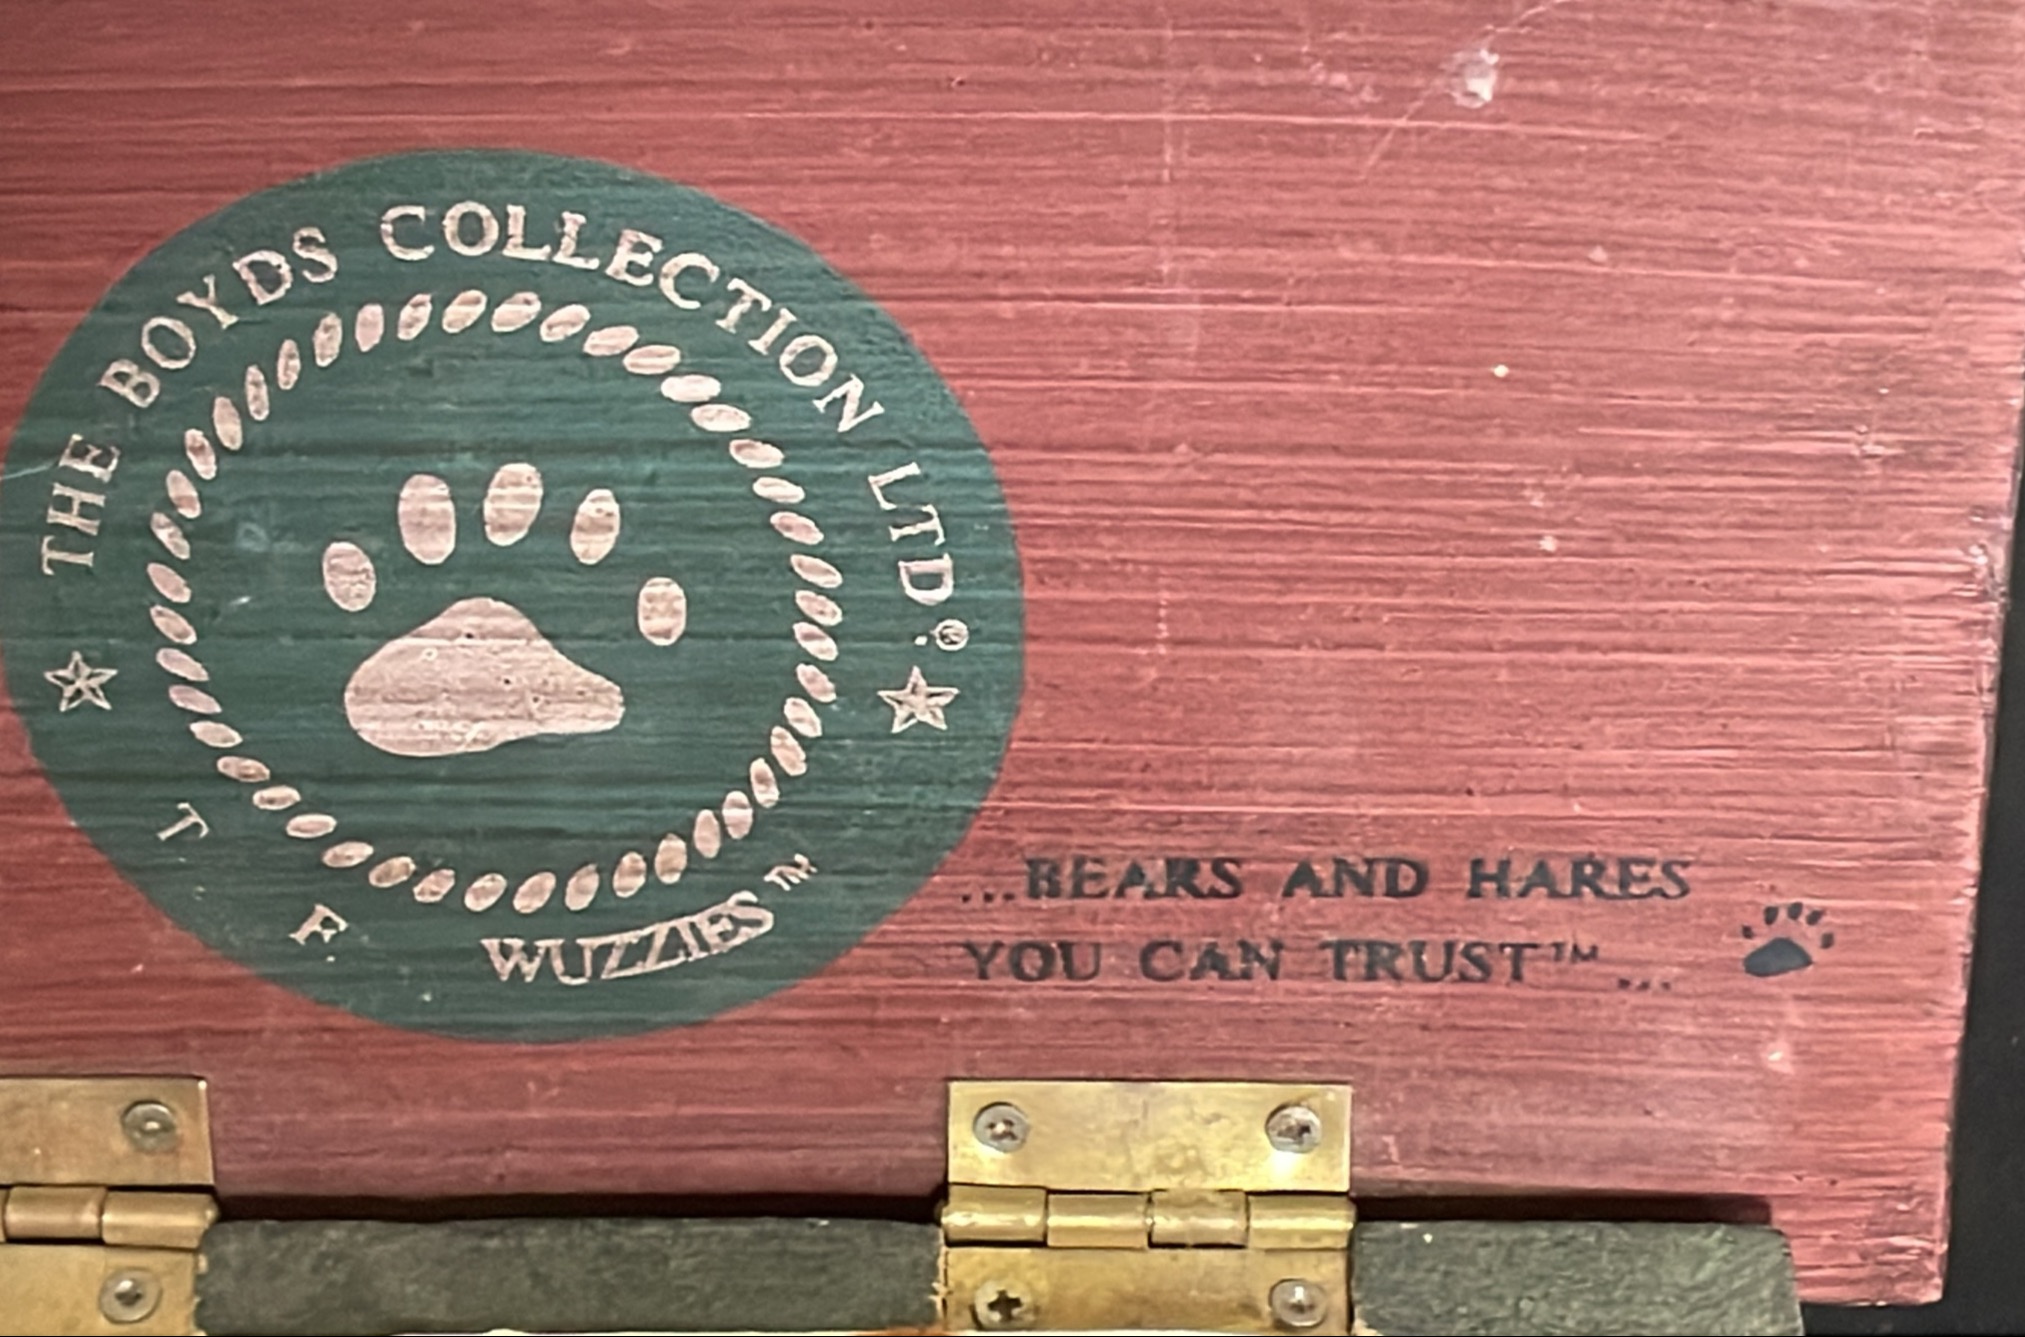 THE BOYDS COLLECTION LTD.®
T. F. WUZZIES™
...BEARS AND HARES
YOU CAN TRUST™...